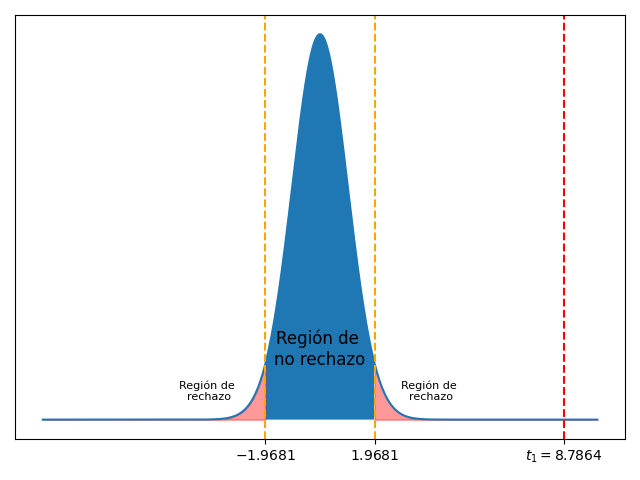 Región de
no rechazo
Región de
rechazo
Región de
rechazo
−1.9681
1.9681
t₁ = 8.7864